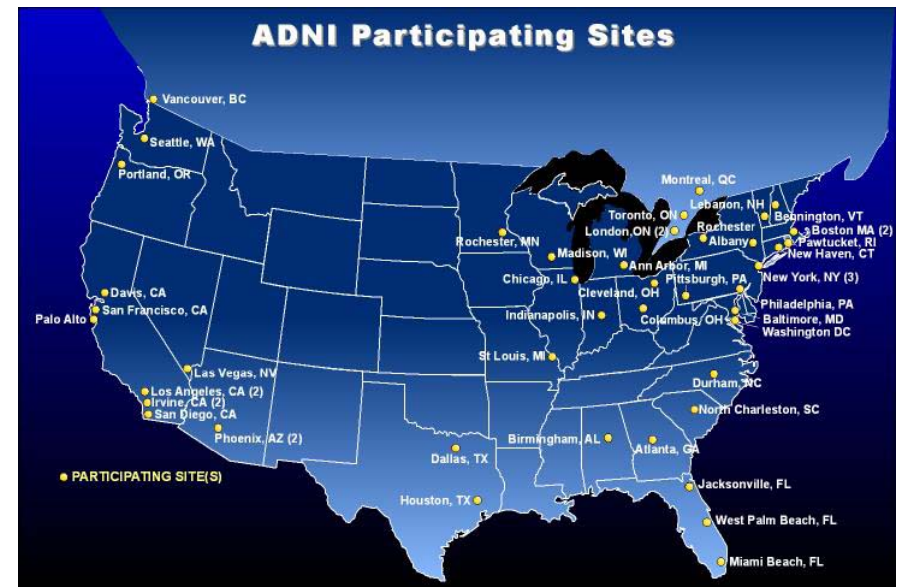 ADNI Participating Sites
Vancouver, BC
Seattle, WA
Portland, OR
Montreal, QC
Lebanon, NH
Toronto, ON
Bennington, VT
London,ON (2)
Rochester
Boston MA (2)
Rochester, MN
Albany
Pawtucket, RI
Madison, WI
New Haven, CT
Ann Arbor, MI
Chicago, IL
Pittsburgh, PA
New York, NY (3)
Cleveland, OH
Davis, CA
Philadelphia, PA
San Francisco, CA
Indianapolis, IN
Columbus, OH
Baltimore, MD
Palo Alto
Washington DC
St Louis, MI
Las Vegas, NV
Durham, NC
Los Angeles, CA (2)
Irvine, CA (2)
San Diego, CA
North Charleston, SC
Phoenix, AZ (2)
Birmingham, AL
Atlanta, GA
Dallas, TX
PARTICIPATING SITE(S)
Jacksonville, FL
Houston, TX
West Palm Beach, FL
Miami Beach, FL